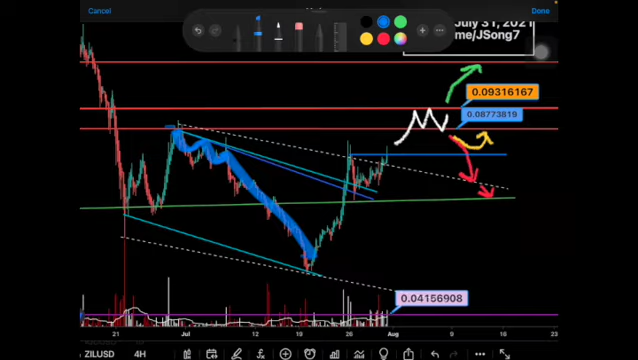 Cancel
Done
July 31, 2021
me/JSong7
0.09316167
0.08773819
0.04156908
21
Jul
12
19
26
Aug
9
16
23
ZILUSD
4H